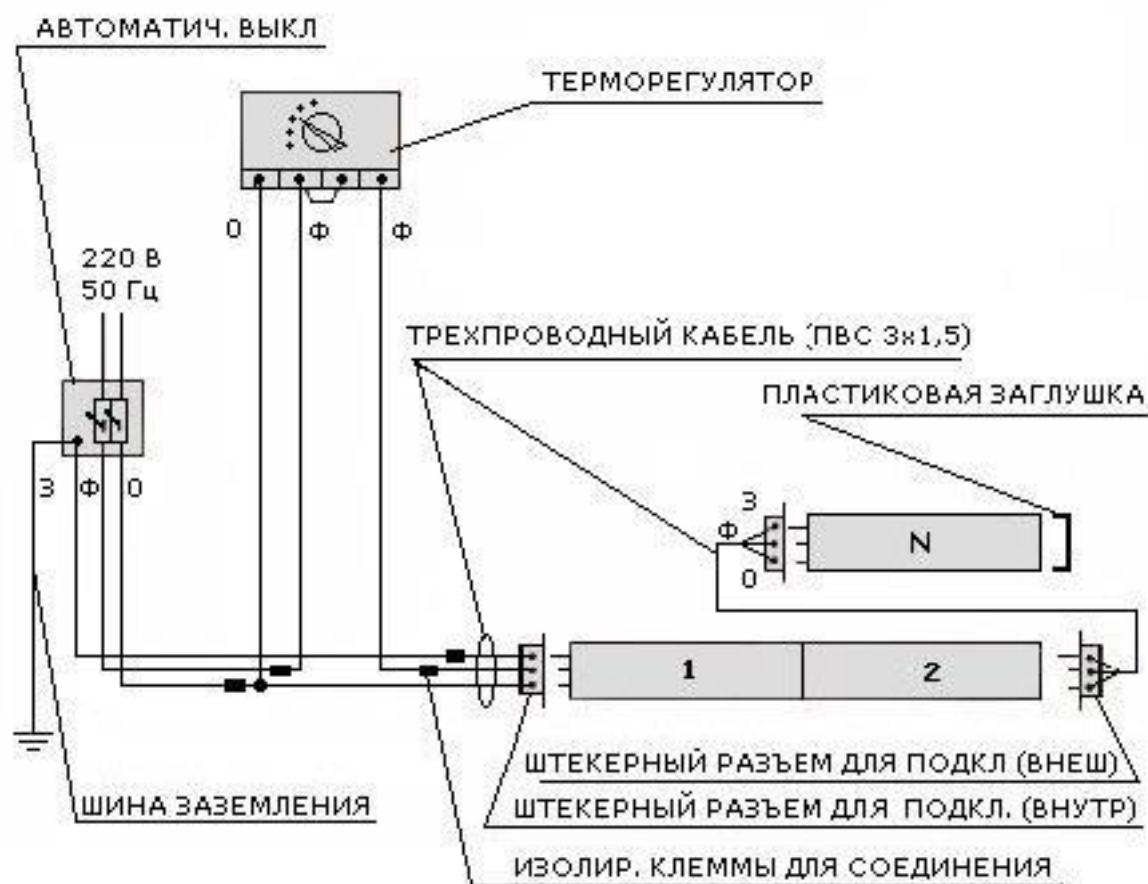 АВТОМАТИЧ. ВЫКЛ
ТЕРМОРЕГУЛЯТОР
0 Ф Ф
220 В
50 Гц
ТРЕХПРОВОДНЫЙ КАБЕЛЬ (ПВС 3х1,5)
ПЛАСТИКОВАЯ ЗАГЛУШКА
З Ф 0
З
Ф
0
N
1 2
ШТЕКЕРНЫЙ РАЗЪЕМ ДЛЯ ПОДКЛ (ВНЕШ)
ШИНА ЗАЗЕМЛЕНИЯ
ШТЕКЕРНЫЙ РАЗЪЕМ ДЛЯ ПОДКЛ. (ВНУТР)
ИЗОЛИР. КЛЕММЫ ДЛЯ СОЕДИНЕНИЯ